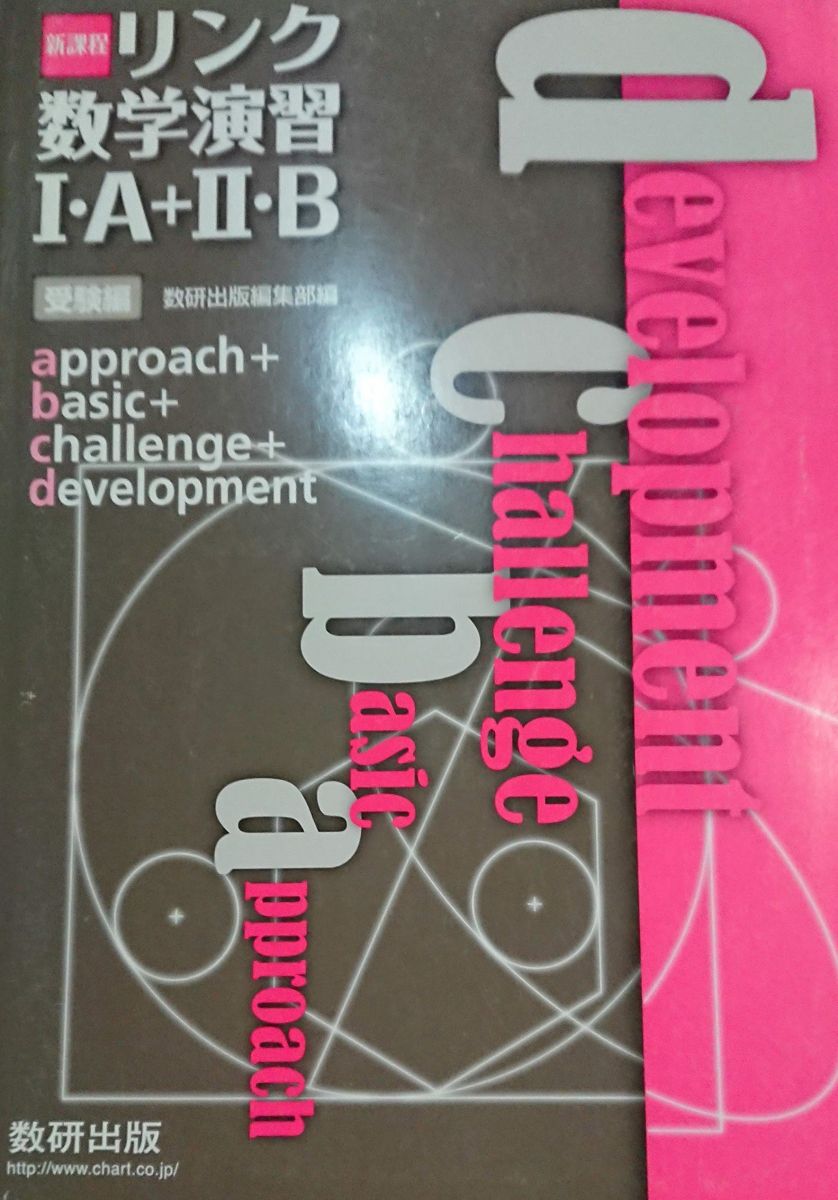 新課程
リンク
数学演習
I・A+II・B
受験編
数研出版編集部編
approach+
basic+
challenge+
development
development
challenge
basic
approach
数研出版
http://www.chart.co.jp/